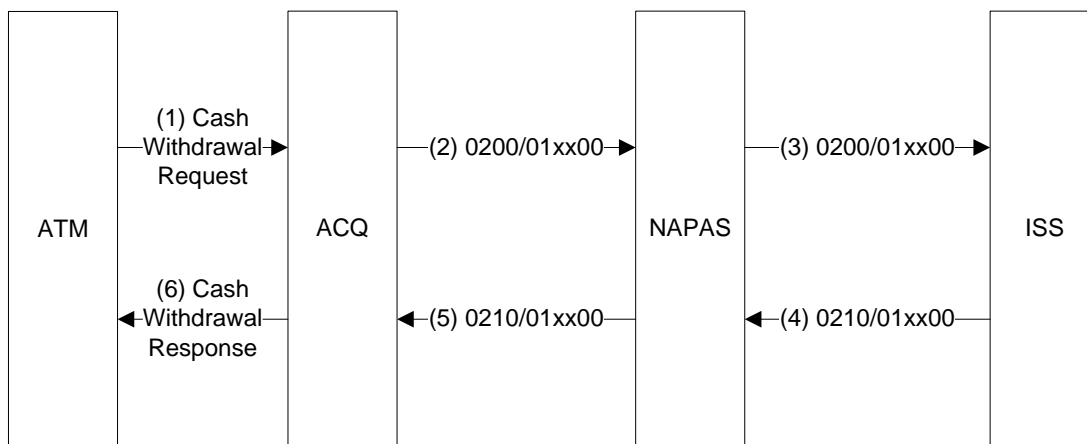 (1) Cash
Withdrawal
Request
(2) 0200/01xx00
(3) 0200/01xx00
ATM
ACQ
NAPAS
ISS
(6) Cash
Withdrawal
Response
(5) 0210/01xx00
(4) 0210/01xx00